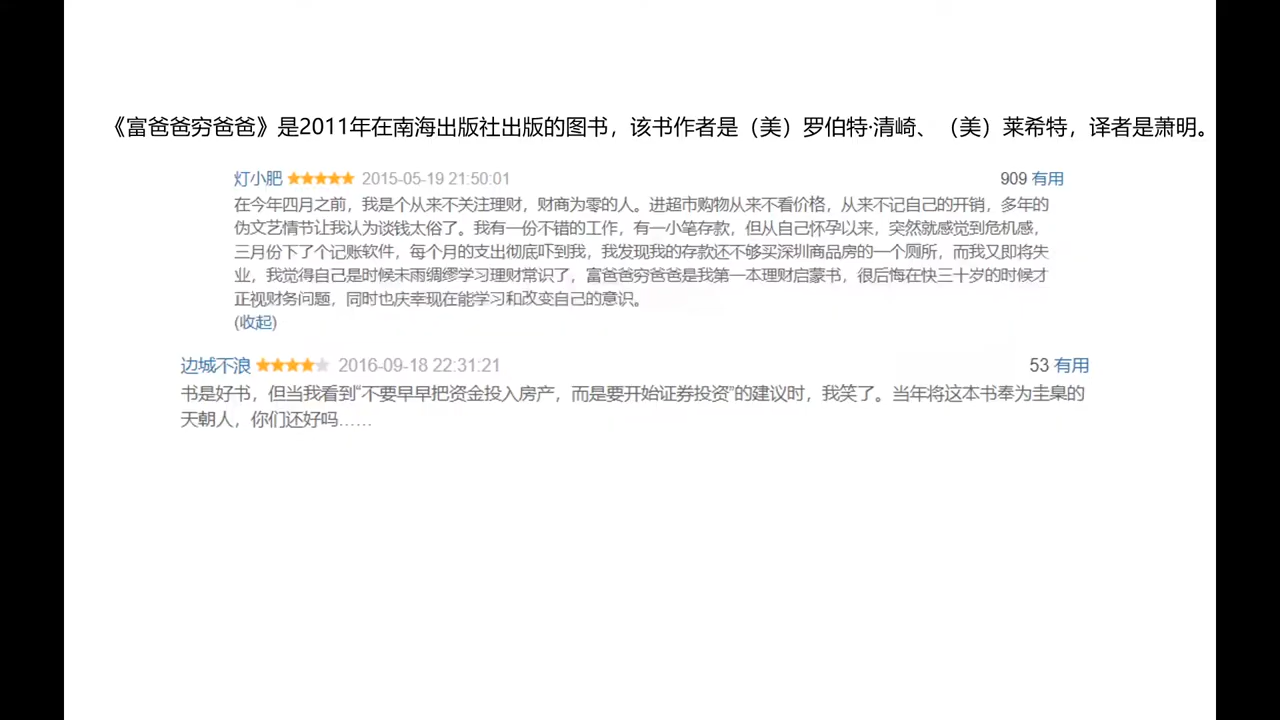 《富爸爸穷爸爸》是2011年在南海出版社出版的图书，该书作者是（美）罗伯特·清崎、（美）莱希特，译者是萧明。
灯小肥 ★★★★★ 2015-05-19 21:50:01 909 有用
在今年四月之前，我是个从来不关注理财，财商为零的人。进超市购物从来不看价格，从来不记自己的开销，多年的
伪文艺情节让我认为谈钱太俗了。我有一份不错的工作，有一小笔存款，但从自己怀孕以来，突然就感觉到危机感，
三月份下了个记账软件，每个月的支出彻底吓到我，我发现我的存款还不够买深圳商品房的一个厕所，而我又即将失
业，我觉得自己是时候未雨绸缪学习理财常识了，富爸爸穷爸爸是我第一本理财启蒙书，很后悔在快三十岁的时候才
正视财务问题，同时也庆幸现在能学习和改变自己的意识。
(收起)
边城不浪 ★★★★★ 2016-09-18 22:31:21 53 有用
书是好书，但当我看到“不要早早把资金投入房产，而是要开始证券投资”的建议时，我笑了。当年将这本书奉为圭臬的
天朝人，你们还好吗……